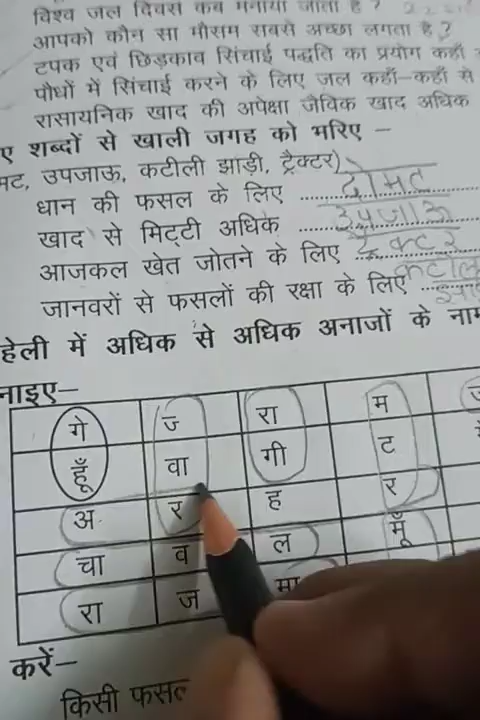 विश्व जल दिवस कब मनाया जाता है ?
आपको कौन सा मौसम सबसे अच्छा लगता है ?
टपक एवं छिड़काव सिंचाई पद्धति का प्रयोग कहाँ
पौधों में सिंचाई करने के लिए जल कहाँ-कहाँ से
रासायनिक खाद की अपेक्षा जैविक खाद अधिक
ए शब्दों से खाली जगह को भरिए –
मट, उपजाऊ, कटीली झाड़ी, ट्रैक्टर)
धान की फसल के लिए दोमट
खाद से मिट्टी अधिक उपजाऊ
आजकल खेत जोतने के लिए ट्रैक्टर
जानवरों से फसलों की रक्षा के लिए
हेली में अधिक से अधिक अनाजों के नाम
नाइए–
गे ज रा म
हूँ वा गी ट
अ र ह र
चा व ल मूँ
रा ज मा
करें–
किसी फसल